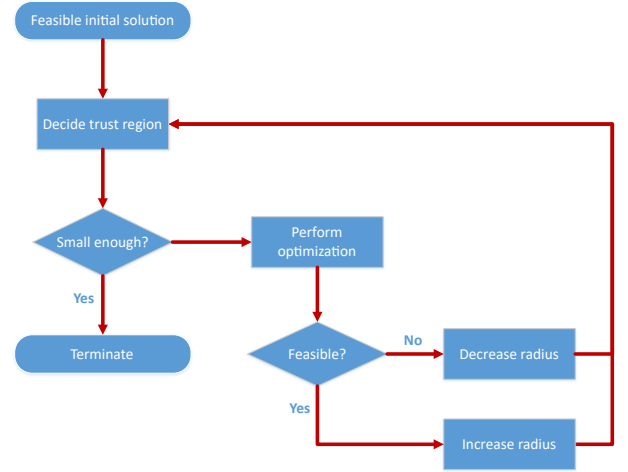 Feasible initial solution
Decide trust region
Small enough?
Perform
optimization
Yes
Terminate
Feasible?
No
Decrease radius
Yes
Increase radius